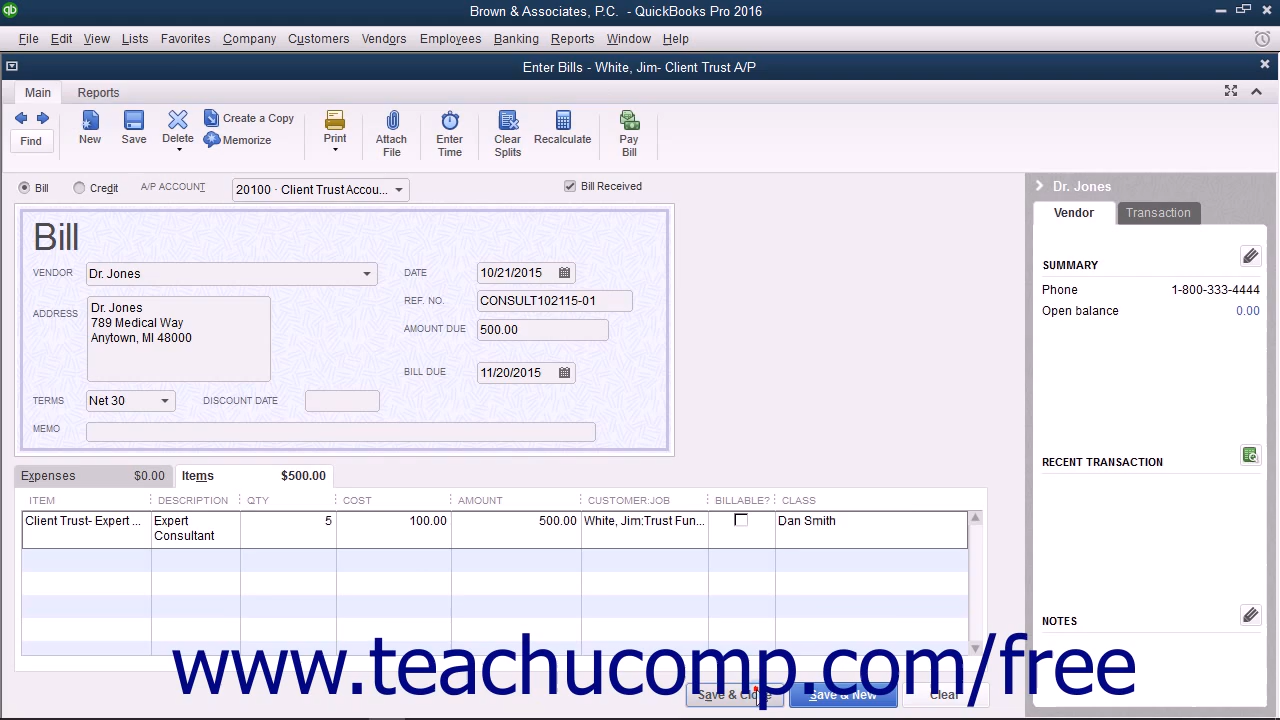 Brown & Associates, P.C. - QuickBooks Pro 2016
File Edit View Lists Favorites Company Customers Vendors Employees Banking Reports Window Help
Enter Bills - White, Jim- Client Trust A/P
Main Reports
Find
New
Save
Delete
Create a Copy
Memorize
Print
Attach File
Enter Time
Clear Splits
Recalculate
Pay Bill
Bill Credit A/P ACCOUNT 20100 · Client Trust Accou... Bill Received
Bill
VENDOR Dr. Jones
ADDRESS
Dr. Jones
789 Medical Way
Anytown, MI 48000
TERMS Net 30 DISCOUNT DATE
MEMO
DATE 10/21/2015
REF. NO. CONSULT102115-01
AMOUNT DUE 500.00
BILL DUE 11/20/2015
Expenses $0.00 Items $500.00
ITEM DESCRIPTION QTY COST AMOUNT CUSTOMER:JOB BILLABLE? CLASS
Client Trust- Expert ... Expert Consultant 5 100.00 500.00 White, Jim:Trust Fun... Dan Smith
Dr. Jones
Vendor Transaction
SUMMARY
Phone 1-800-333-4444
Open balance 0.00
RECENT TRANSACTION
NOTES
www.teachucomp.com/free
Save & Close Save & New Clear